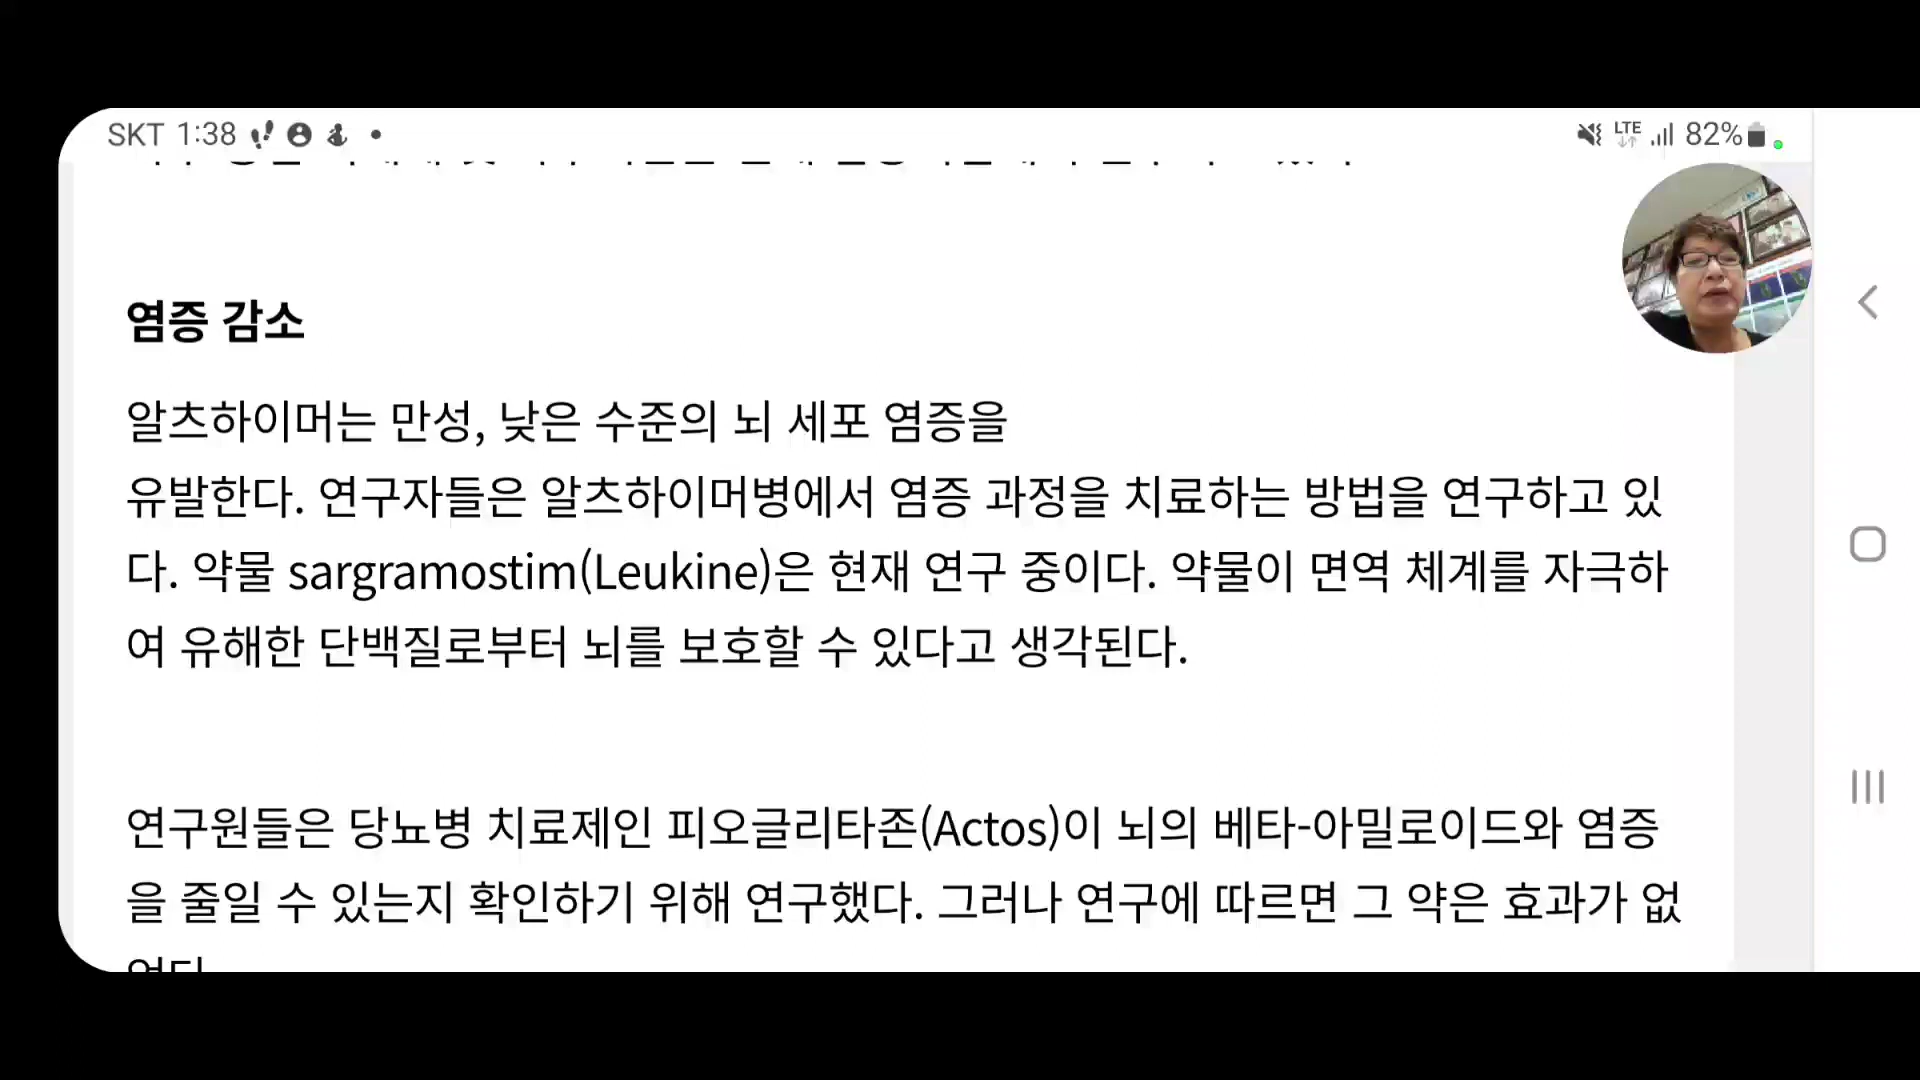 SKT 1:38
LTE 82%
염증 감소
알츠하이머는 만성, 낮은 수준의 뇌 세포 염증을
유발한다. 연구자들은 알츠하이머병에서 염증 과정을 치료하는 방법을 연구하고 있
다. 약물 sargramostim(Leukine)은 현재 연구 중이다. 약물이 면역 체계를 자극하
여 유해한 단백질로부터 뇌를 보호할 수 있다고 생각된다.
연구원들은 당뇨병 치료제인 피오글리타존(Actos)이 뇌의 베타-아밀로이드와 염증
을 줄일 수 있는지 확인하기 위해 연구했다. 그러나 연구에 따르면 그 약은 효과가 없